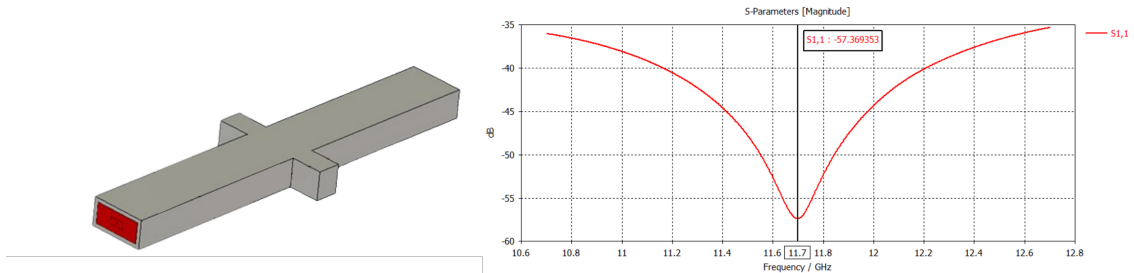 S-Parameters [Magnitude]
-35
-40
-45
-50
-55
-60
dB
S1,1 : -57.369353
S1,1
10.6 10.8 11 11.2 11.4 11.6 11.7 11.8 12 12.2 12.4 12.6 12.8
Frequency / GHz